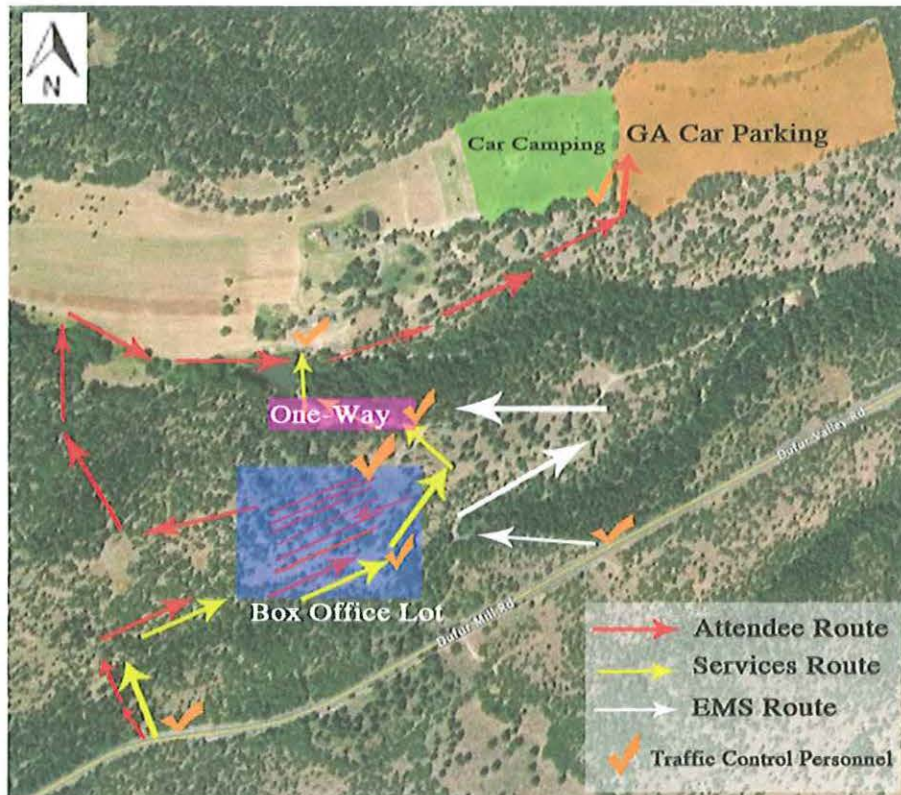 N
Car Camping
GA Car Parking
One-Way
Dufur Valley Rd
Box Office Lot
Dufur Mill Rd
Attendee Route
Services Route
EMS Route
Traffic Control Personnel